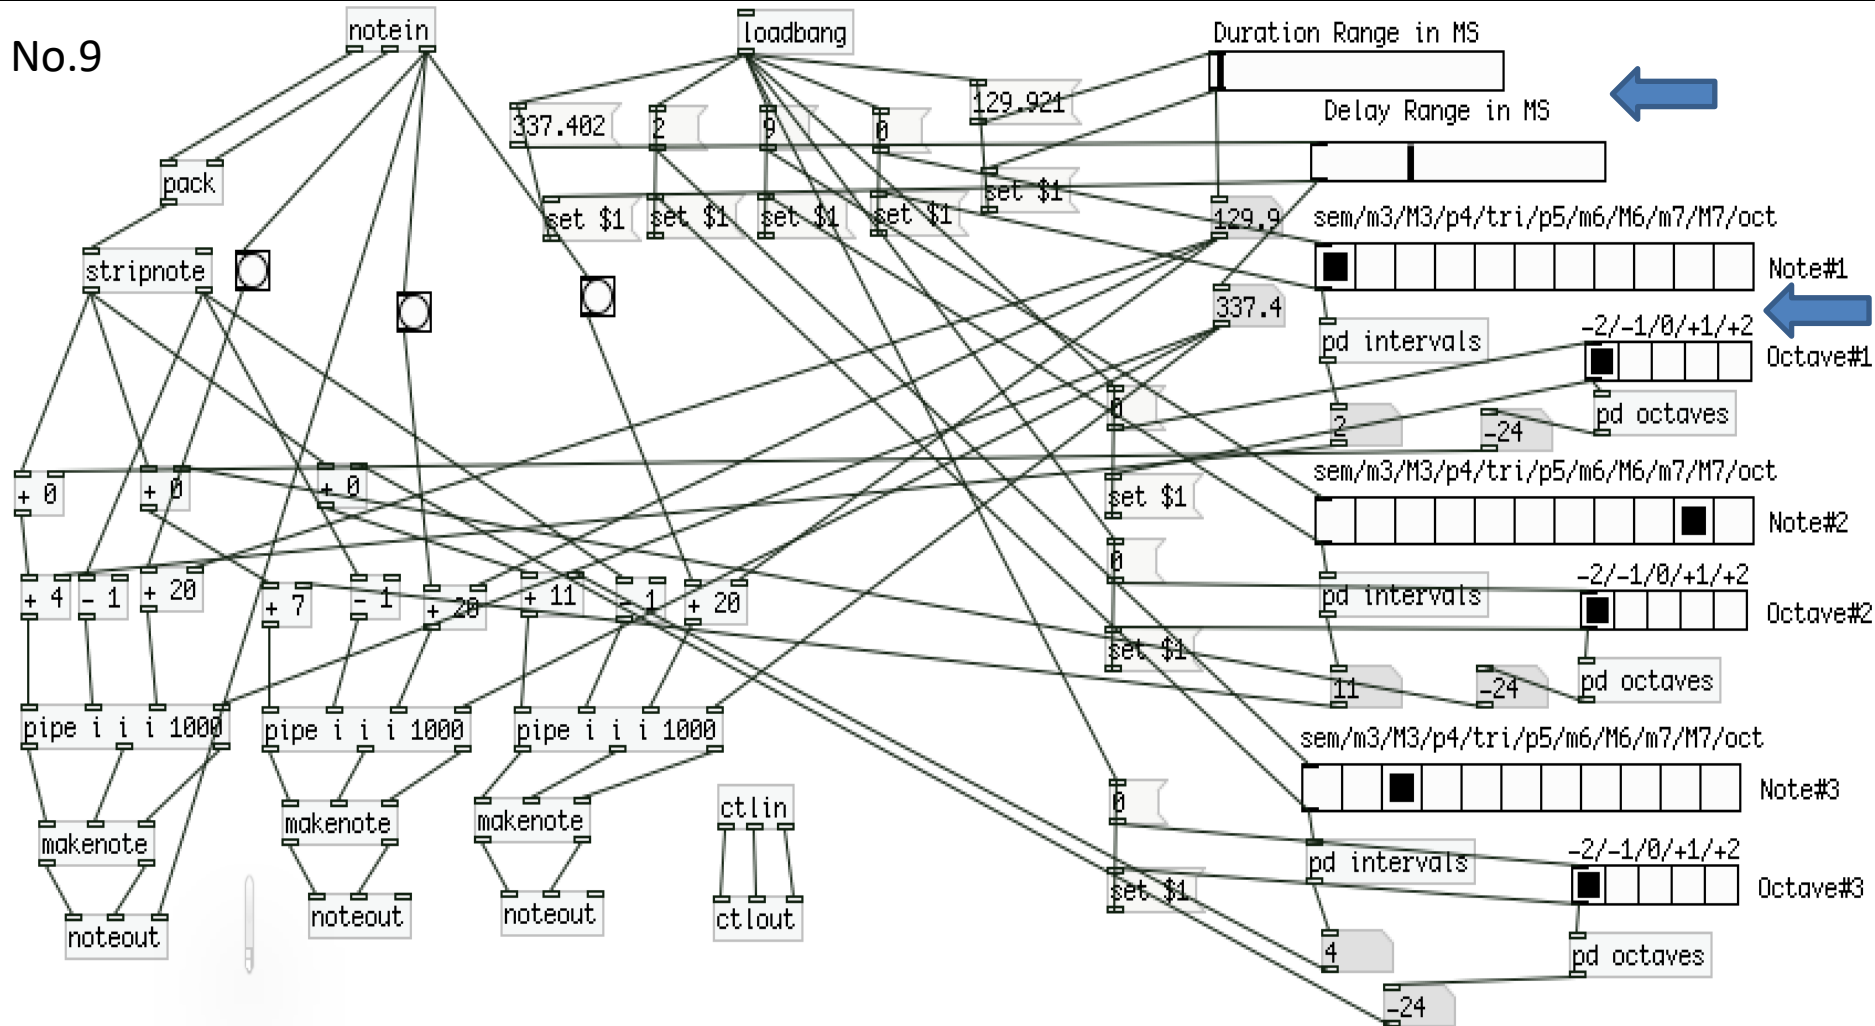 No.9
notein
loadbang
Duration Range in MS
Delay Range in MS
337.402
2
9
0
129.921
pack
set $1
set $1
set $1
set $1
set $1
129.9
sem/m3/M3/p4/tri/p5/m6/M6/m7/M7/oct
Note#1
stripnote
337.4
pd intervals
-2/-1/0/+1/+2
Octave#1
0
2
-24
pd octaves
+ 0
+ 0
+ 0
set $1
sem/m3/M3/p4/tri/p5/m6/M6/m7/M7/oct
Note#2
0
-2/-1/0/+1/+2
+ 4
- 1
+ 20
+ 7
- 1
+ 20
+ 11
- 1
+ 20
pd intervals
Octave#2
set $1
11
-24
pd octaves
pipe i i i 1000
pipe i i i 1000
pipe i i i 1000
sem/m3/M3/p4/tri/p5/m6/M6/m7/M7/oct
Note#3
0
makenote
makenote
makenote
ctlin
pd intervals
-2/-1/0/+1/+2
Octave#3
set $1
noteout
noteout
noteout
ctlout
4
pd octaves
-24